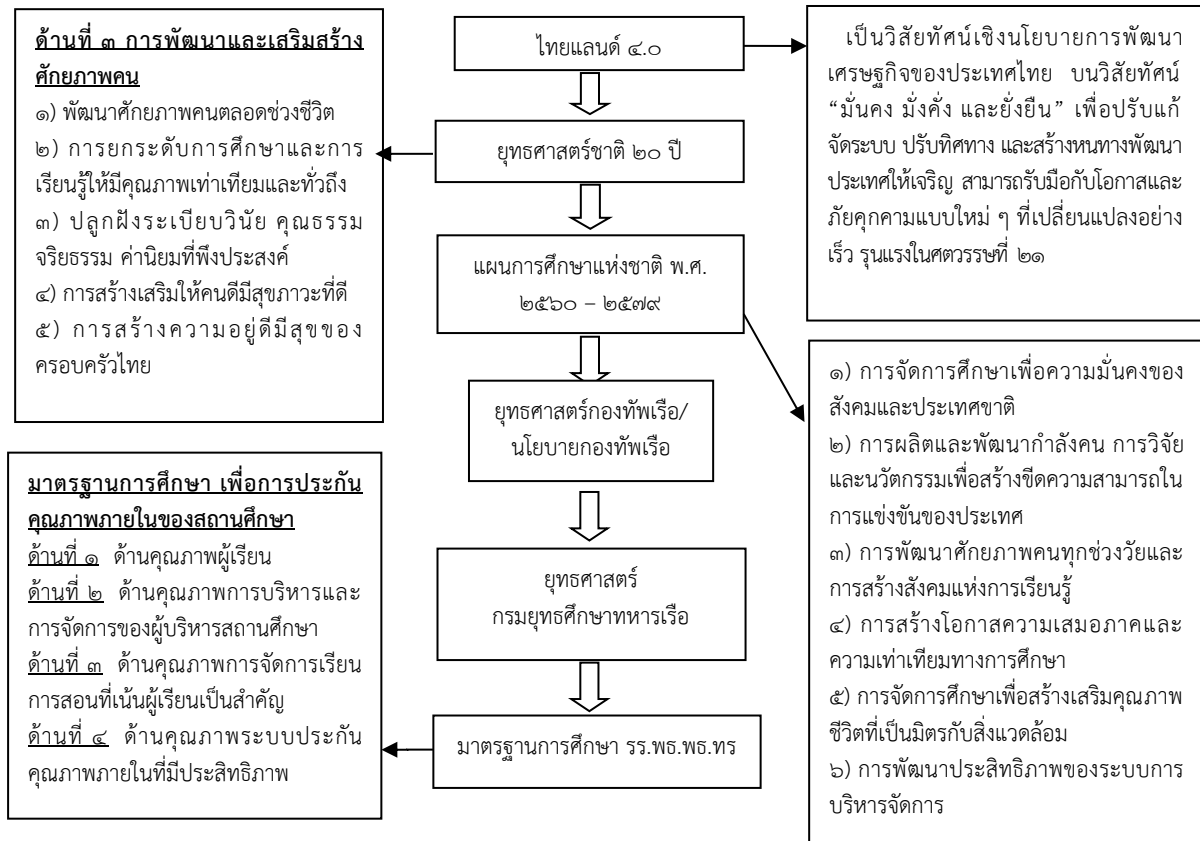 ด้านที่ ๓ การพัฒนาและเสริมสร้าง
ศักยภาพคน
๑) พัฒนาศักยภาพคนตลอดช่วงชีวิต
๒) การยกระดับการศึกษาและการ
เรียนรู้ให้มีคุณภาพเท่าเทียมและทั่วถึง
๓) ปลูกฝังระเบียบวินัย คุณธรรม
จริยธรรม ค่านิยมที่พึงประสงค์
๔) การสร้างเสริมให้คนดีมีสุขภาวะที่ดี
๕) การสร้างความอยู่ดีมีสุขของ
ครอบครัวไทย
มาตรฐานการศึกษา เพื่อการประกัน
คุณภาพภายในของสถานศึกษา
ด้านที่ ๑ ด้านคุณภาพผู้เรียน
ด้านที่ ๒ ด้านคุณภาพการบริหารและ
การจัดการของผู้บริหารสถานศึกษา
ด้านที่ ๓ ด้านคุณภาพการจัดการเรียน
การสอนที่เน้นผู้เรียนเป็นสำคัญ
ด้านที่ ๔ ด้านคุณภาพระบบประกัน
คุณภาพภายในที่มีประสิทธิภาพ
ไทยแลนด์ ๔.๐
ยุทธศาสตร์ชาติ ๒๐ ปี
แผนการศึกษาแห่งชาติ พ.ศ.
๒๕๖๐ – ๒๕๗๙
ยุทธศาสตร์กองทัพเรือ/
นโยบายกองทัพเรือ
ยุทธศาสตร์
กรมยุทธศึกษาทหารเรือ
มาตรฐานการศึกษา รร.พธ.พธ.ทร
เป็นวิสัยทัศน์เชิงนโยบายการพัฒนา
เศรษฐกิจของประเทศไทย บนวิสัยทัศน์
“มั่นคง มั่งคั่ง และยั่งยืน” เพื่อปรับแก้
จัดระบบ ปรับทิศทาง และสร้างหนทางพัฒนา
ประเทศให้เจริญ สามารถรับมือกับโอกาสและ
ภัยคุกคามแบบใหม่ ๆ ที่เปลี่ยนแปลงอย่าง
เร็ว รุนแรงในศตวรรษที่ ๒๑
๑) การจัดการศึกษาเพื่อความมั่นคงของ
สังคมและประเทศชาติ
๒) การผลิตและพัฒนากำลังคน การวิจัย
และนวัตกรรมเพื่อสร้างขีดความสามารถใน
การแข่งขันของประเทศ
๓) การพัฒนาศักยภาพคนทุกช่วงวัยและ
การสร้างสังคมแห่งการเรียนรู้
๔) การสร้างโอกาสความเสมอภาคและ
ความเท่าเทียมทางการศึกษา
๕) การจัดการศึกษาเพื่อสร้างเสริมคุณภาพ
ชีวิตที่เป็นมิตรกับสิ่งแวดล้อม
๖) การพัฒนาประสิทธิภาพของระบบการ
บริหารจัดการ